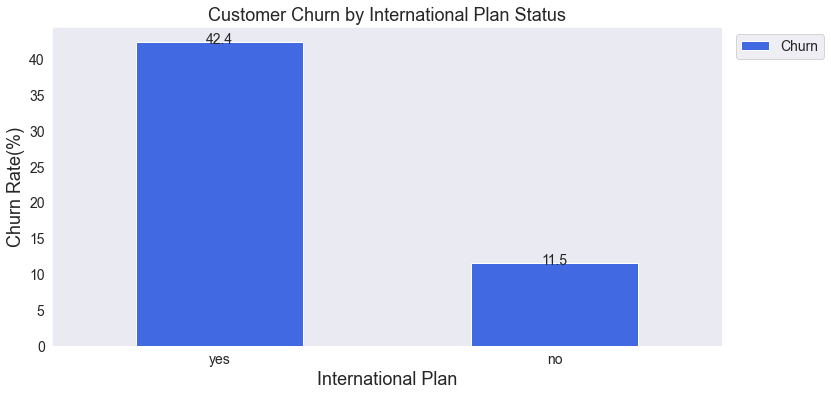 Customer Churn by International Plan Status
Churn
Churn Rate(%)
40
35
30
25
20
15
10
5
0
42.4
11.5
yes
no
International Plan